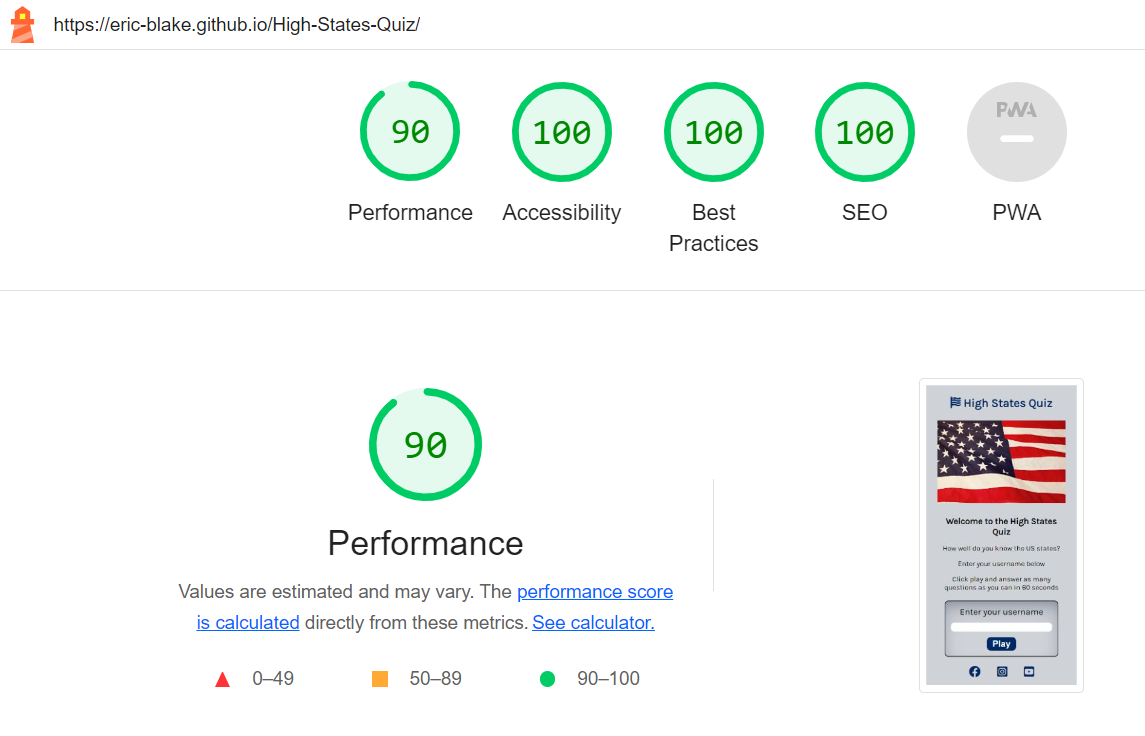 https://eric-blake.github.io/High-States-Quiz/
90
100
100
100
PWA
Performance
Accessibility
Best
Practices
SEO
PWA
90
Performance
Values are estimated and may vary. The performance score
is calculated directly from these metrics. See calculator.
0–49
50–89
90–100
High States Quiz
Welcome to the High States
Quiz
How well do you know the US states?
Enter your username below
Click play and answer as many
questions as you can in 60 seconds
Enter your username
Play